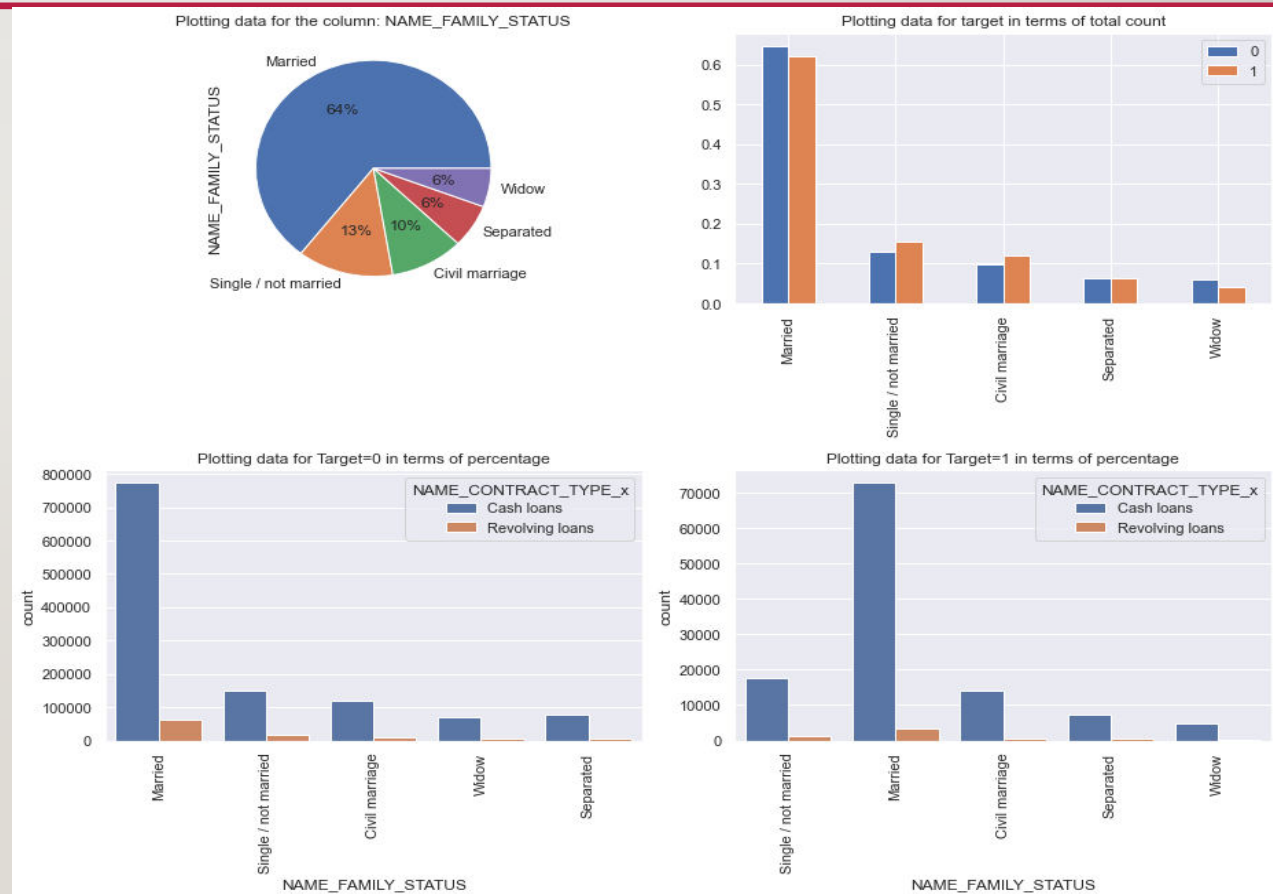 Plotting data for the column: NAME_FAMILY_STATUS
NAME_FAMILY_STATUS
Married
64%
6%
Widow
6%
Separated
10%
Civil marriage
13%
Single / not married
Plotting data for target in terms of total count
0
1
0.6
0.5
0.4
0.3
0.2
0.1
0.0
Married
Single / not married
Civil marriage
Separated
Widow
Plotting data for Target=0 in terms of percentage
NAME_CONTRACT_TYPE_x
Cash loans
Revolving loans
count
800000
700000
600000
500000
400000
300000
200000
100000
0
Married
Single / not married
Civil marriage
Widow
Separated
NAME_FAMILY_STATUS
Plotting data for Target=1 in terms of percentage
NAME_CONTRACT_TYPE_x
Cash loans
Revolving loans
count
70000
60000
50000
40000
30000
20000
10000
0
Single / not married
Married
Civil marriage
Separated
Widow
NAME_FAMILY_STATUS